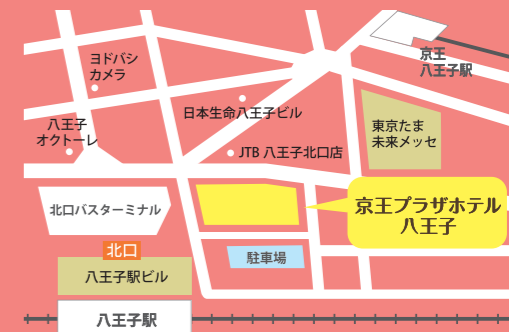 京王
八王子駅
ヨドバシ
カメラ
日本生命八王子ビル
八王子
オクトーレ
東京たま
未来メッセ
JTB 八王子北口店
北口バスターミナル
京王プラザホテル
八王子
北口
駐車場
八王子駅ビル
八王子駅